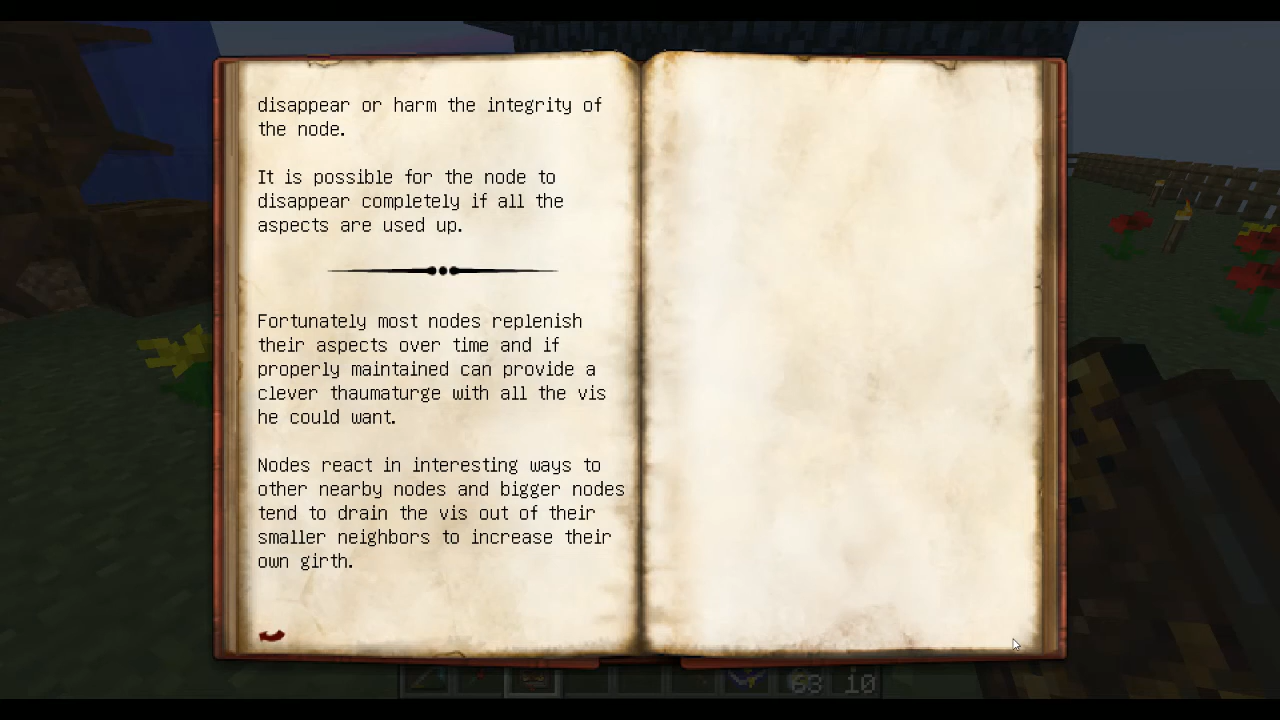 disappear or harm the integrity of
the node.
It is possible for the node to
disappear completely if all the
aspects are used up.
Fortunately most nodes replenish
their aspects over time and if
properly maintained can provide a
clever thaumaturge with all the vis
he could want.
Nodes react in interesting ways to
other nearby nodes and bigger nodes
tend to drain the vis out of their
smaller neighbors to increase their
own girth.
63 10